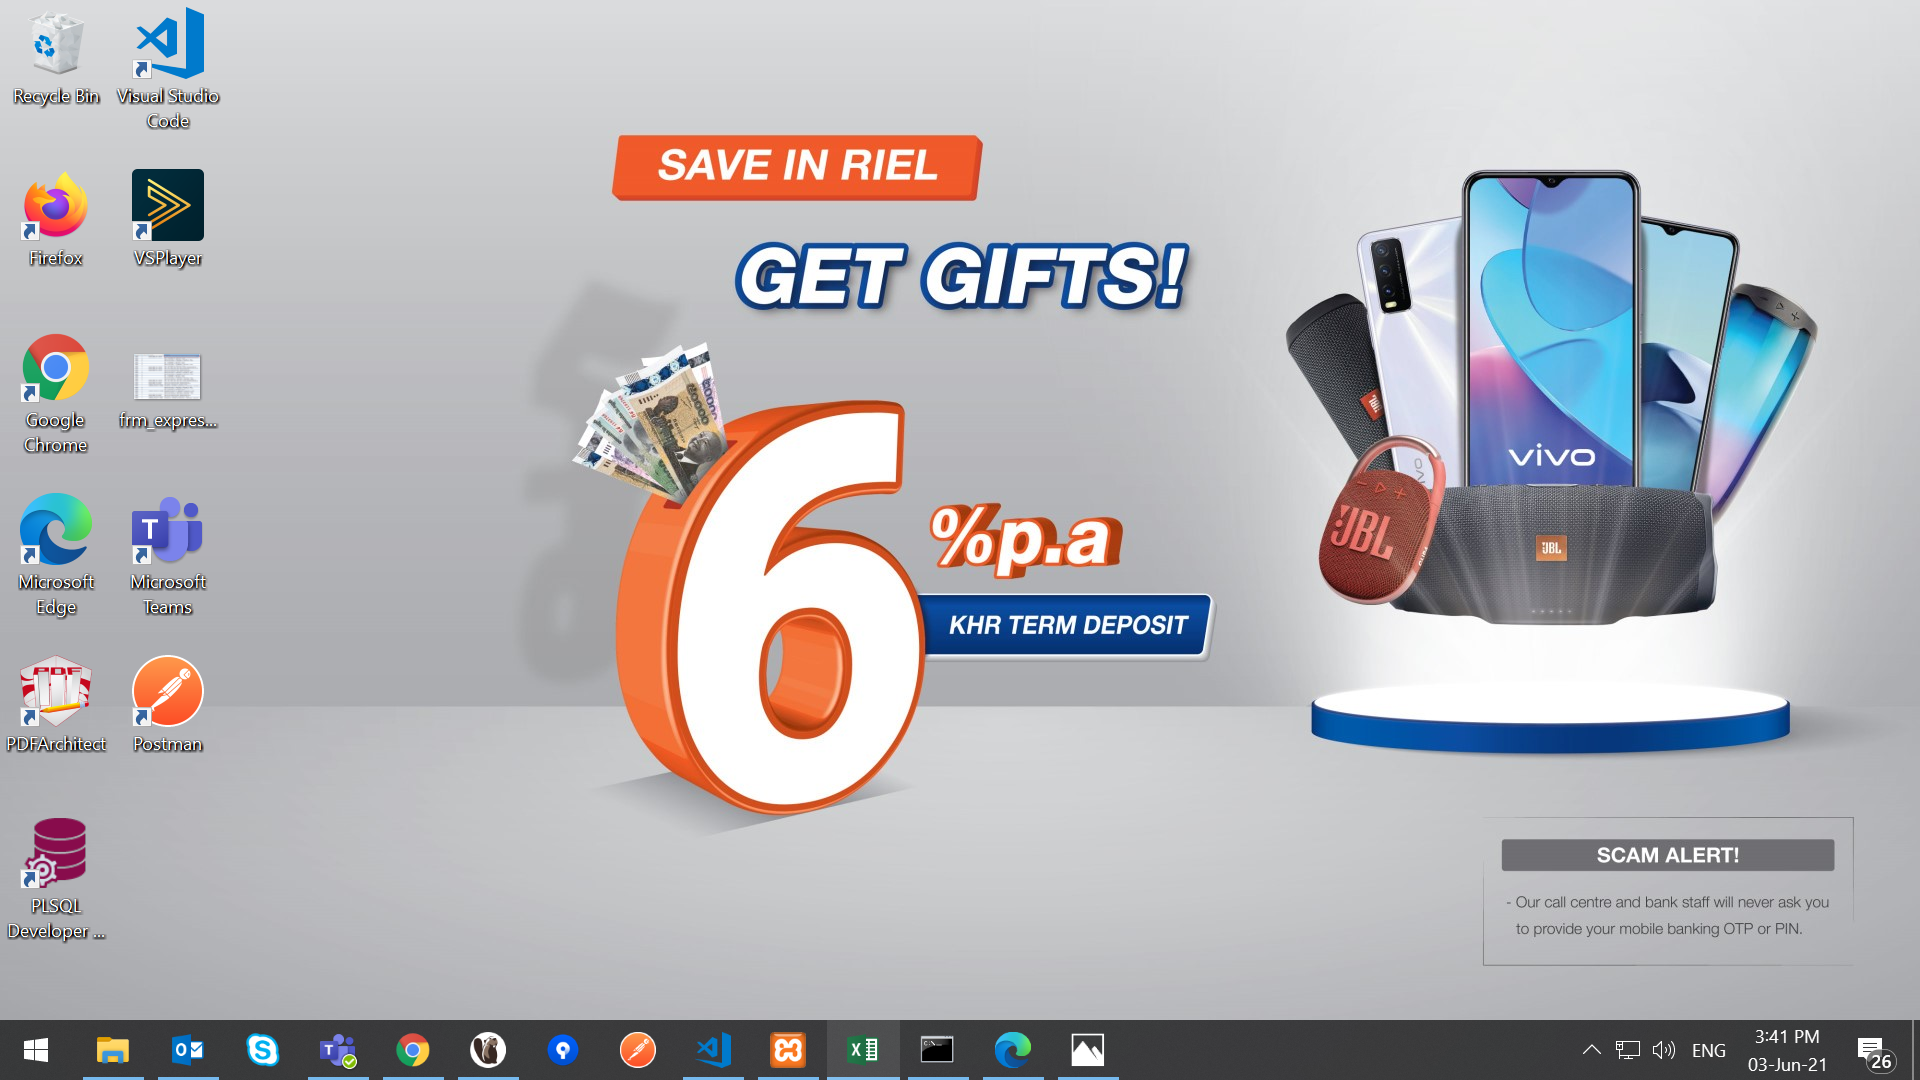 Recycle Bin
Visual Studio
Code
Firefox
VSPlayer
Google
Chrome
frm_expres...
Microsoft
Edge
Microsoft
Teams
PDF
PDFArchitect
Postman
PLSQL
Developer ...
SAVE IN RIEL
GET GIFTS!
6
%p.a
KHR TERM DEPOSIT
vivo
JBL
JBL
JBL
SCAM ALERT!
- Our call centre and bank staff will never ask you
to provide your mobile banking OTP or PIN.
ENG
3:41 PM
03-Jun-21
26